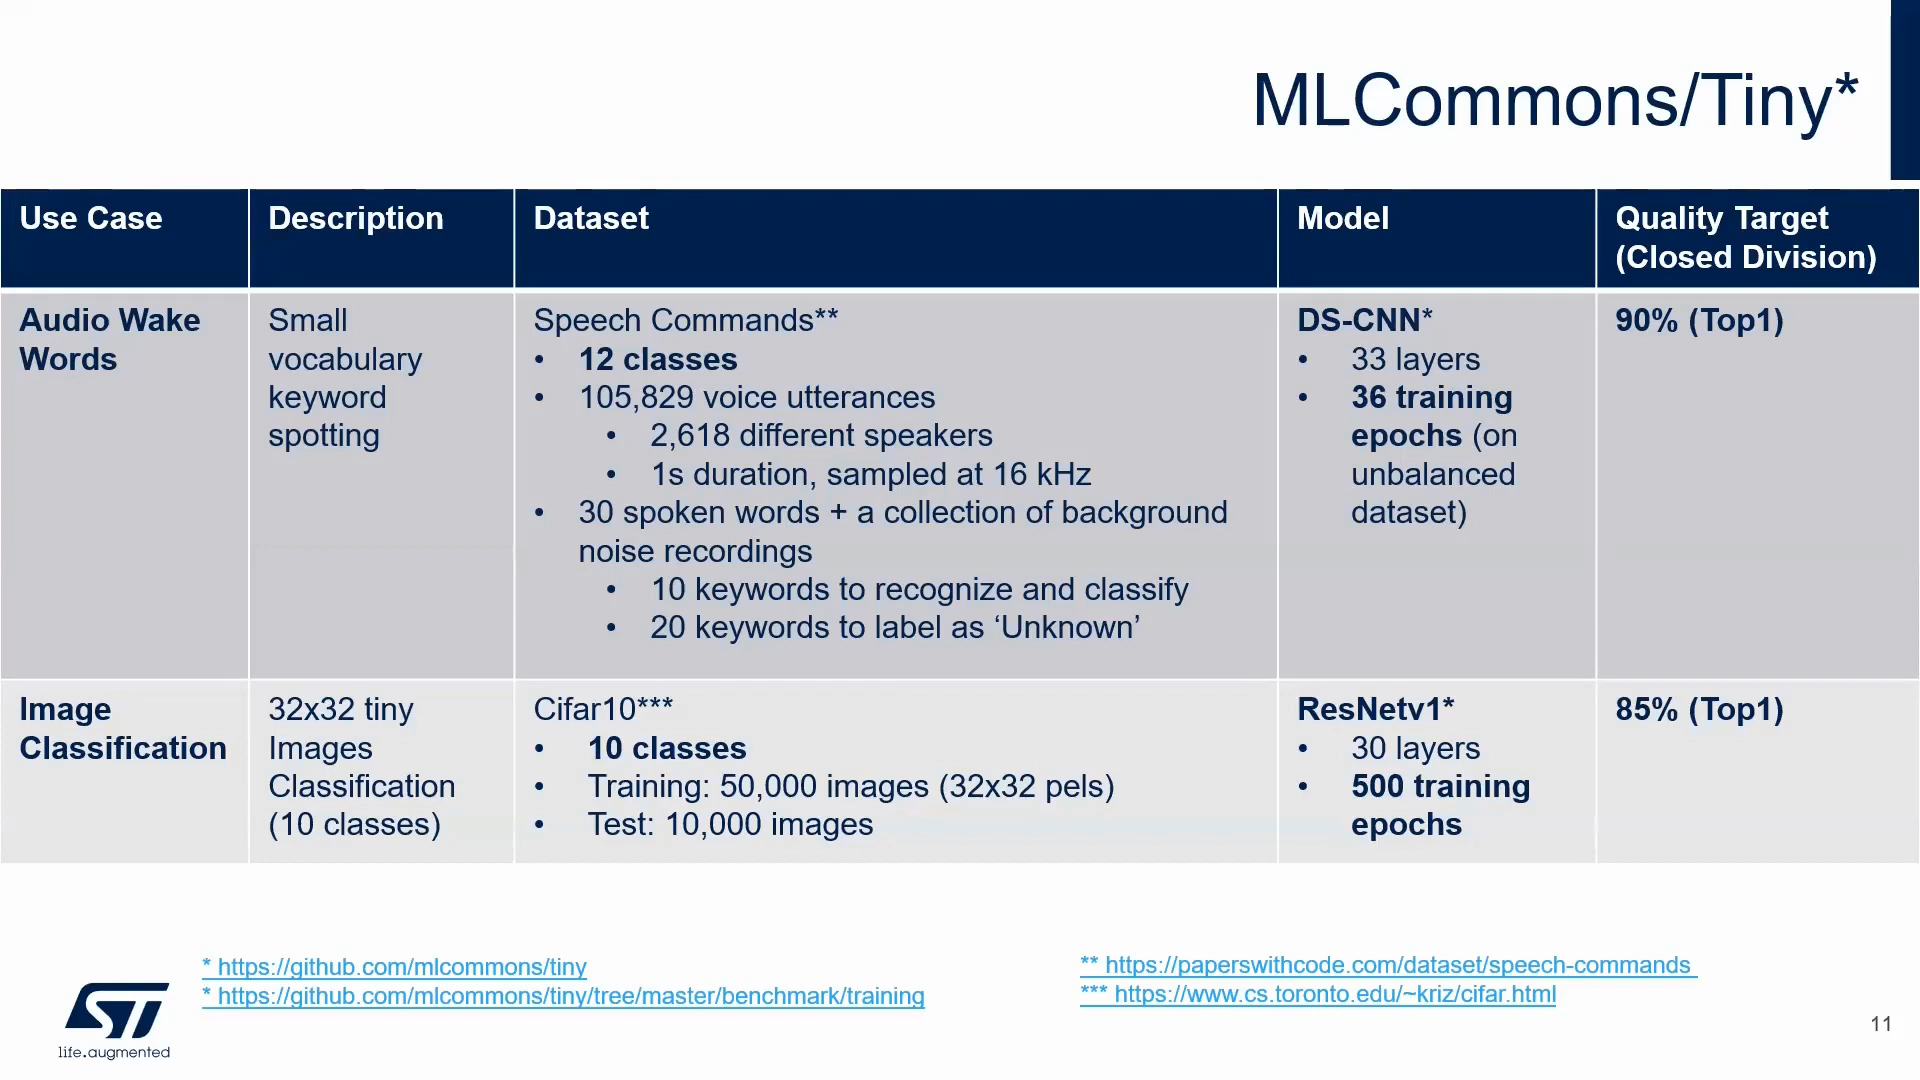 MLCommons/Tiny*
Use Case
Description
Dataset
Model
Quality Target
(Closed Division)
Audio Wake
Words
Small
vocabulary
keyword
spotting
Speech Commands**
• 12 classes
• 105,829 voice utterances
• 2,618 different speakers
• 1s duration, sampled at 16 kHz
• 30 spoken words + a collection of background
noise recordings
• 10 keywords to recognize and classify
• 20 keywords to label as ‘Unknown’
DS-CNN*
• 33 layers
• 36 training
epochs (on
unbalanced
dataset)
90% (Top1)
Image
Classification
32x32 tiny
Images
Classification
(10 classes)
Cifar10***
• 10 classes
• Training: 50,000 images (32x32 pels)
• Test: 10,000 images
ResNetv1*
• 30 layers
• 500 training
epochs
85% (Top1)
* https://github.com/mlcommons/tiny
* https://github.com/mlcommons/tiny/tree/master/benchmark/training
** https://paperswithcode.com/dataset/speech-commands
*** https://www.cs.toronto.edu/~kriz/cifar.html
ST
life.augmented
11